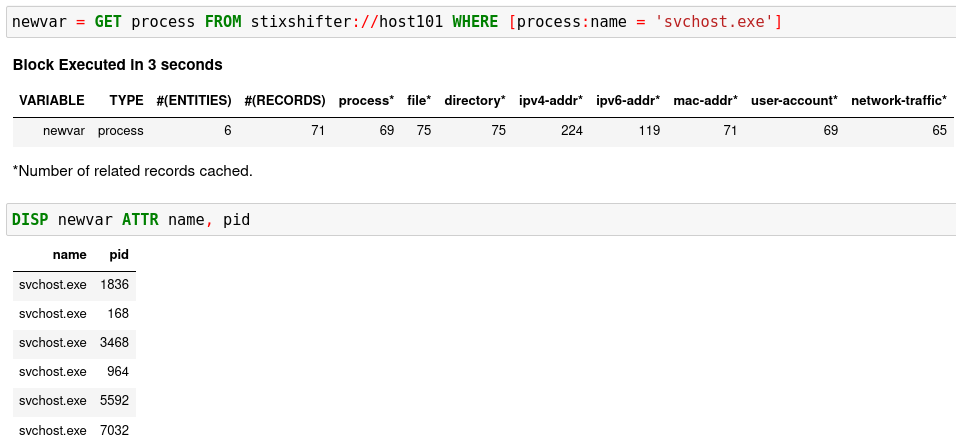 newvar = GET process FROM stixshifter://host101 WHERE [process:name = 'svchost.exe']
Block Executed in 3 seconds
VARIABLE TYPE #(ENTITIES) #(RECORDS) process* file* directory* ipv4-addr* ipv6-addr* mac-addr* user-account* network-traffic*
newvar process 6 71 69 75 75 224 119 71 69 65
*Number of related records cached.
DISP newvar ATTR name, pid
name pid
svchost.exe 1836
svchost.exe 168
svchost.exe 3468
svchost.exe 964
svchost.exe 5592
svchost.exe 7032